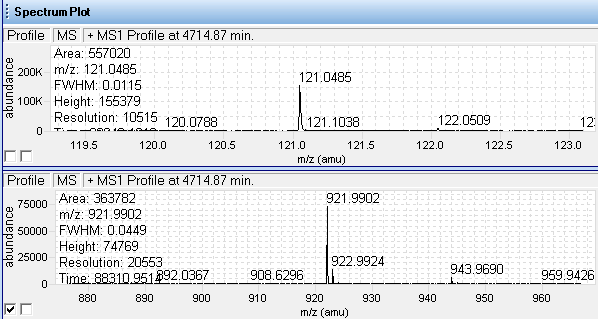 Spectrum Plot
Profile MS + MS1 Profile at 4714.87 min.
Area: 557020
m/z: 121.0485
FWHM: 0.0115
Height: 155379
Resolution: 10515
abundance
200K
100K
0
121.0485
120.0788
121.1038
122.0509
119.5 120.0 120.5 121.0 121.5 122.0 122.5 123.0
m/z (amu)
Profile MS + MS1 Profile at 4714.87 min.
Area: 363782
m/z: 921.9902
FWHM: 0.0449
Height: 74769
Resolution: 20553
Time: 88310.9514
abundance
75000
50000
25000
0
921.9902
892.0367
908.6296
922.9924
943.9690
959.9426
880 890 900 910 920 930 940 950 960
m/z (amu)